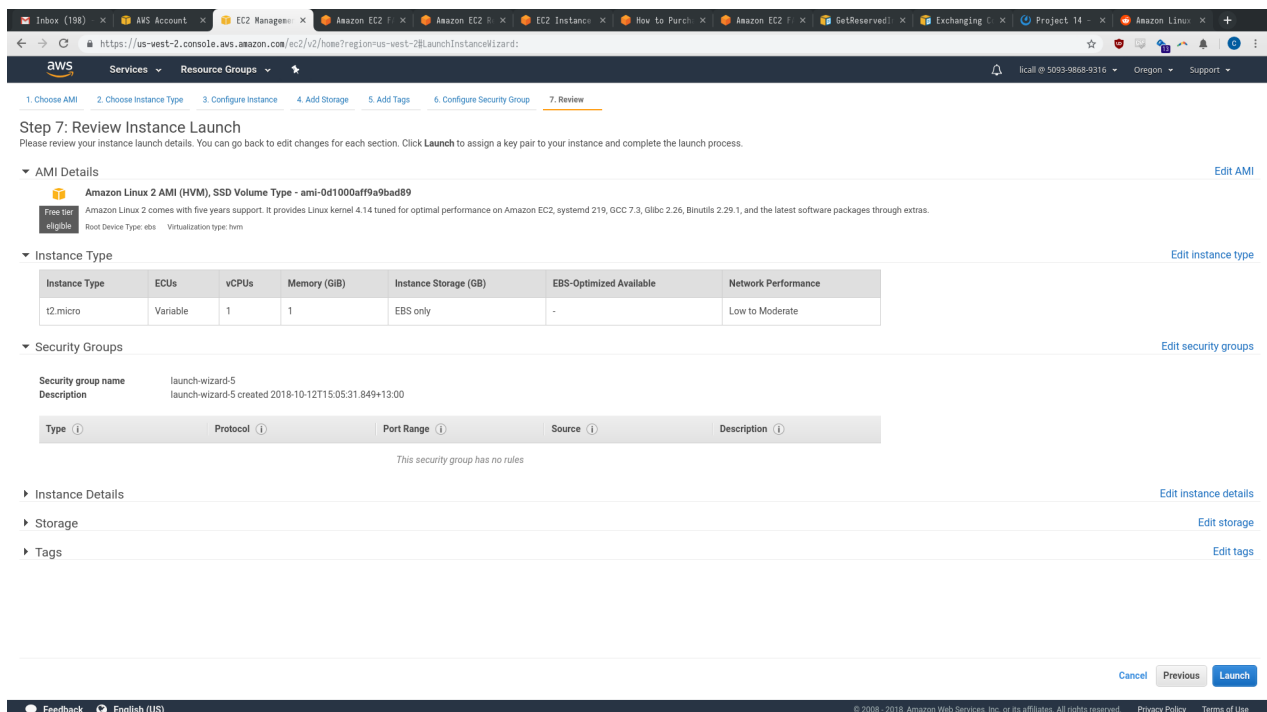 Inbox (198)
AWS Account
EC2 Managemen
Amazon EC2 F
Amazon EC2 R
EC2 Instance
How to Purch
Amazon EC2 F
GetReservedI
Exchanging C
Project 14 -
Amazon Linux
https://us-west-2.console.aws.amazon.com/ec2/v2/home?region=us-west-2#LaunchInstanceWizard:
aws Services Resource Groups licall @ 5093-9868-9316 Oregon Support
1. Choose AMI 2. Choose Instance Type 3. Configure Instance 4. Add Storage 5. Add Tags 6. Configure Security Group 7. Review
Step 7: Review Instance Launch
Please review your instance launch details. You can go back to edit changes for each section. Click Launch to assign a key pair to your instance and complete the launch process.
AMI Details Edit AMI
Amazon Linux 2 AMI (HVM), SSD Volume Type - ami-0d1000aff9a9bad89
Free tier eligible
Amazon Linux 2 comes with five years support. It provides Linux kernel 4.14 tuned for optimal performance on Amazon EC2, systemd 219, GCC 7.3, Glibc 2.26, Binutils 2.29.1, and the latest software packages through extras.
Root Device Type: ebs Virtualization type: hvm
Instance Type Edit instance type
Instance Type ECUs vCPUs Memory (GiB) Instance Storage (GB) EBS-Optimized Available Network Performance
t2.micro Variable 1 1 EBS only - Low to Moderate
Security Groups Edit security groups
Security group name launch-wizard-5
Description launch-wizard-5 created 2018-10-12T15:05:31.849+13:00
Type Protocol Port Range Source Description
This security group has no rules
Instance Details Edit instance details
Storage Edit storage
Tags Edit tags
Cancel Previous Launch
Feedback English (US) © 2008 - 2018, Amazon Web Services, Inc. or its affiliates. All rights reserved. Privacy Policy Terms of Use